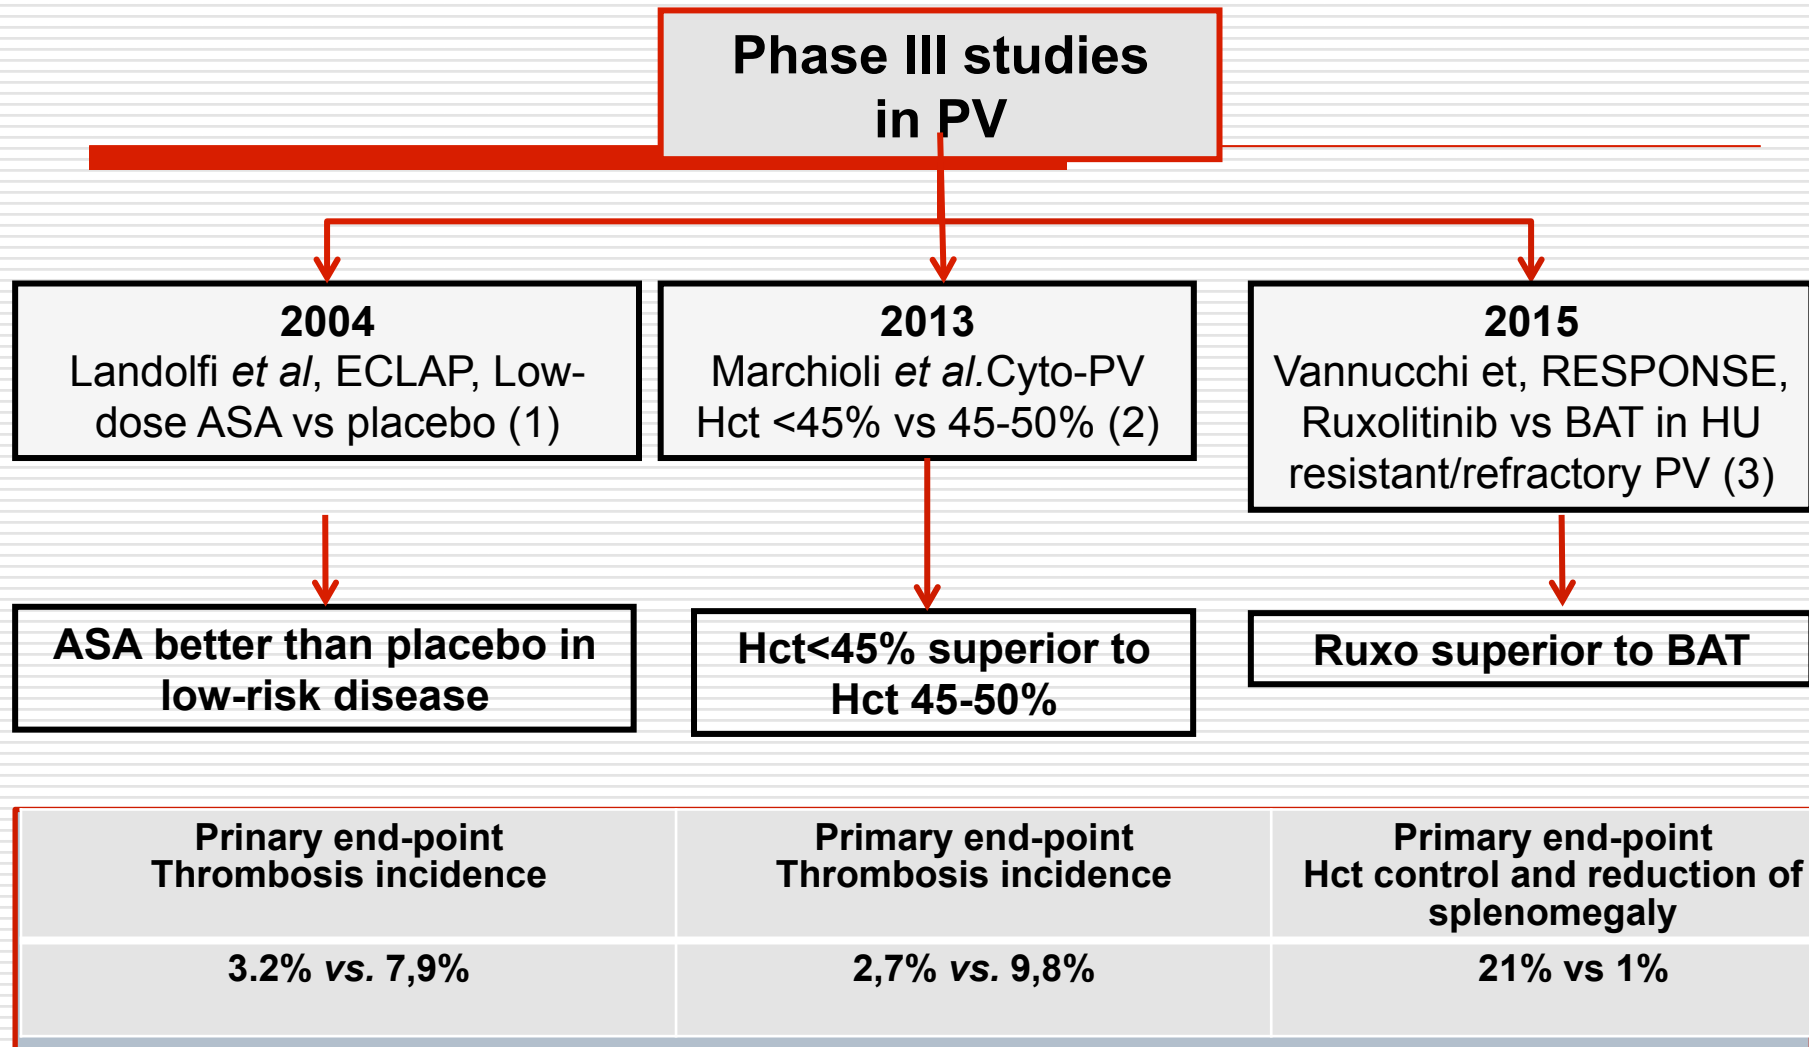 Phase III studies
in PV
2004
Landolfi et al, ECLAP, Low-
dose ASA vs placebo (1)
2013
Marchioli et al.Cyto-PV
Hct <45% vs 45-50% (2)
2015
Vannucchi et, RESPONSE,
Ruxolitinib vs BAT in HU
resistant/refractory PV (3)
ASA better than placebo in
low-risk disease
Hct<45% superior to
Hct 45-50%
Ruxo superior to BAT
Prinary end-point
Thrombosis incidence
Primary end-point
Thrombosis incidence
Primary end-point
Hct control and reduction of
splenomegaly
3.2% vs. 7,9%
2,7% vs. 9,8%
21% vs 1%